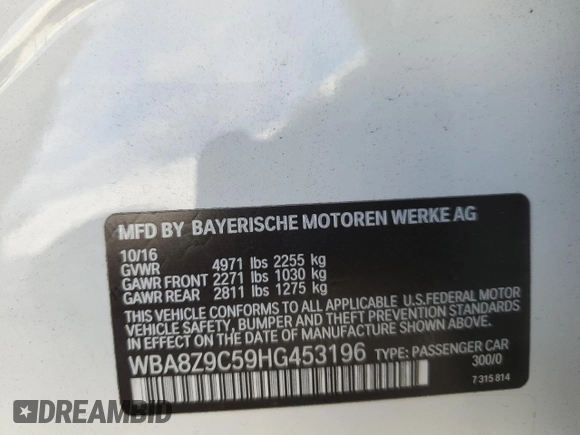 MFD BY BAYERISCHE MOTOREN WERKE AG
10/16
GVWR 4971 lbs 2255 kg
GAWR FRONT 2271 lbs 1030 kg
GAWR REAR 2811 lbs 1275 kg
THIS VEHICLE CONFORMS TO ALL APPLICABLE U.S.FEDERAL MOTOR
VEHICLE SAFETY, BUMPER AND THEFT PREVENTION STANDARDS
IN EFFECT ON THE DATE OF MANUFACTURE SHOWN ABOVE.
WBA8Z9C59HG453196 TYPE: PASSENGER CAR
300/0
7 315 814
DREAMBID